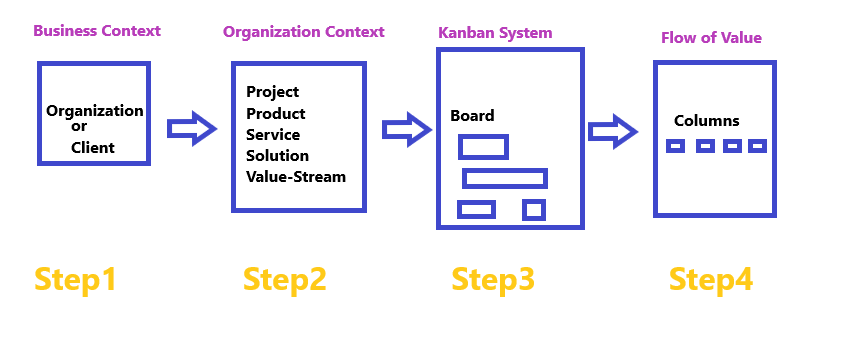 Business Context
Organization
or
Client
Organization Context
Project
Product
Service
Solution
Value-Stream
Kanban System
Board
Flow of Value
Columns
Step1
Step2
Step3
Step4